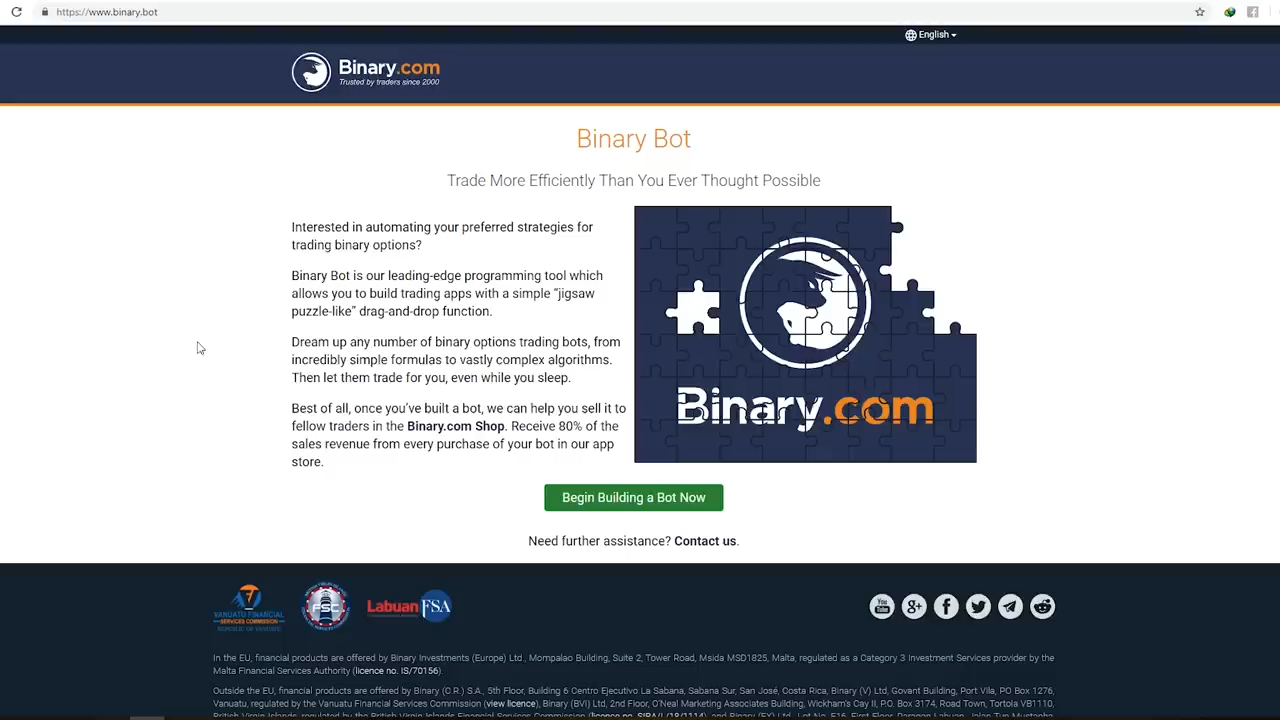 https://www.binary.bot
English
Binary.com
Trusted by traders since 2000
Binary Bot
Trade More Efficiently Than You Ever Thought Possible
Interested in automating your preferred strategies for
trading binary options?
Binary Bot is our leading-edge programming tool which
allows you to build trading apps with a simple “jigsaw
puzzle-like” drag-and-drop function.
Dream up any number of binary options trading bots, from
incredibly simple formulas to vastly complex algorithms.
Then let them trade for you, even while you sleep.
Best of all, once you’ve built a bot, we can help you sell it to
fellow traders in the Binary.com Shop. Receive 80% of the
sales revenue from every purchase of your bot in our app
store.
Binary.com
Begin Building a Bot Now
Need further assistance? Contact us.
VANUATU FINANCIAL
SERVICES COMMISSION
REPUBLIC OF VANUATU
FSC
Labuan FSA
You
Tube
In the EU, financial products are offered by Binary Investments (Europe) Ltd., Mompalao Building, Suite 2, Tower Road, Msida MSD1825, Malta, regulated as a Category 3 Investment Services provider by the
Malta Financial Services Authority (licence no. IS/70156).
Outside the EU, financial products are offered by Binary (C.R.) S.A., 5th Floor, Building 6 Centro Ejecutivo La Sabana, Sabana Sur, San José, Costa Rica, Binary (V) Ltd, Govant Building, Port Vila, PO Box 1276,
Vanuatu, regulated by the Vanuatu Financial Services Commission (view licence), Binary (BVI) Ltd, 2nd Floor, O'Neal Marketing Associates Building, Wickham's Cay II, P.O. Box 3174, Road Town, Tortola VG1110,